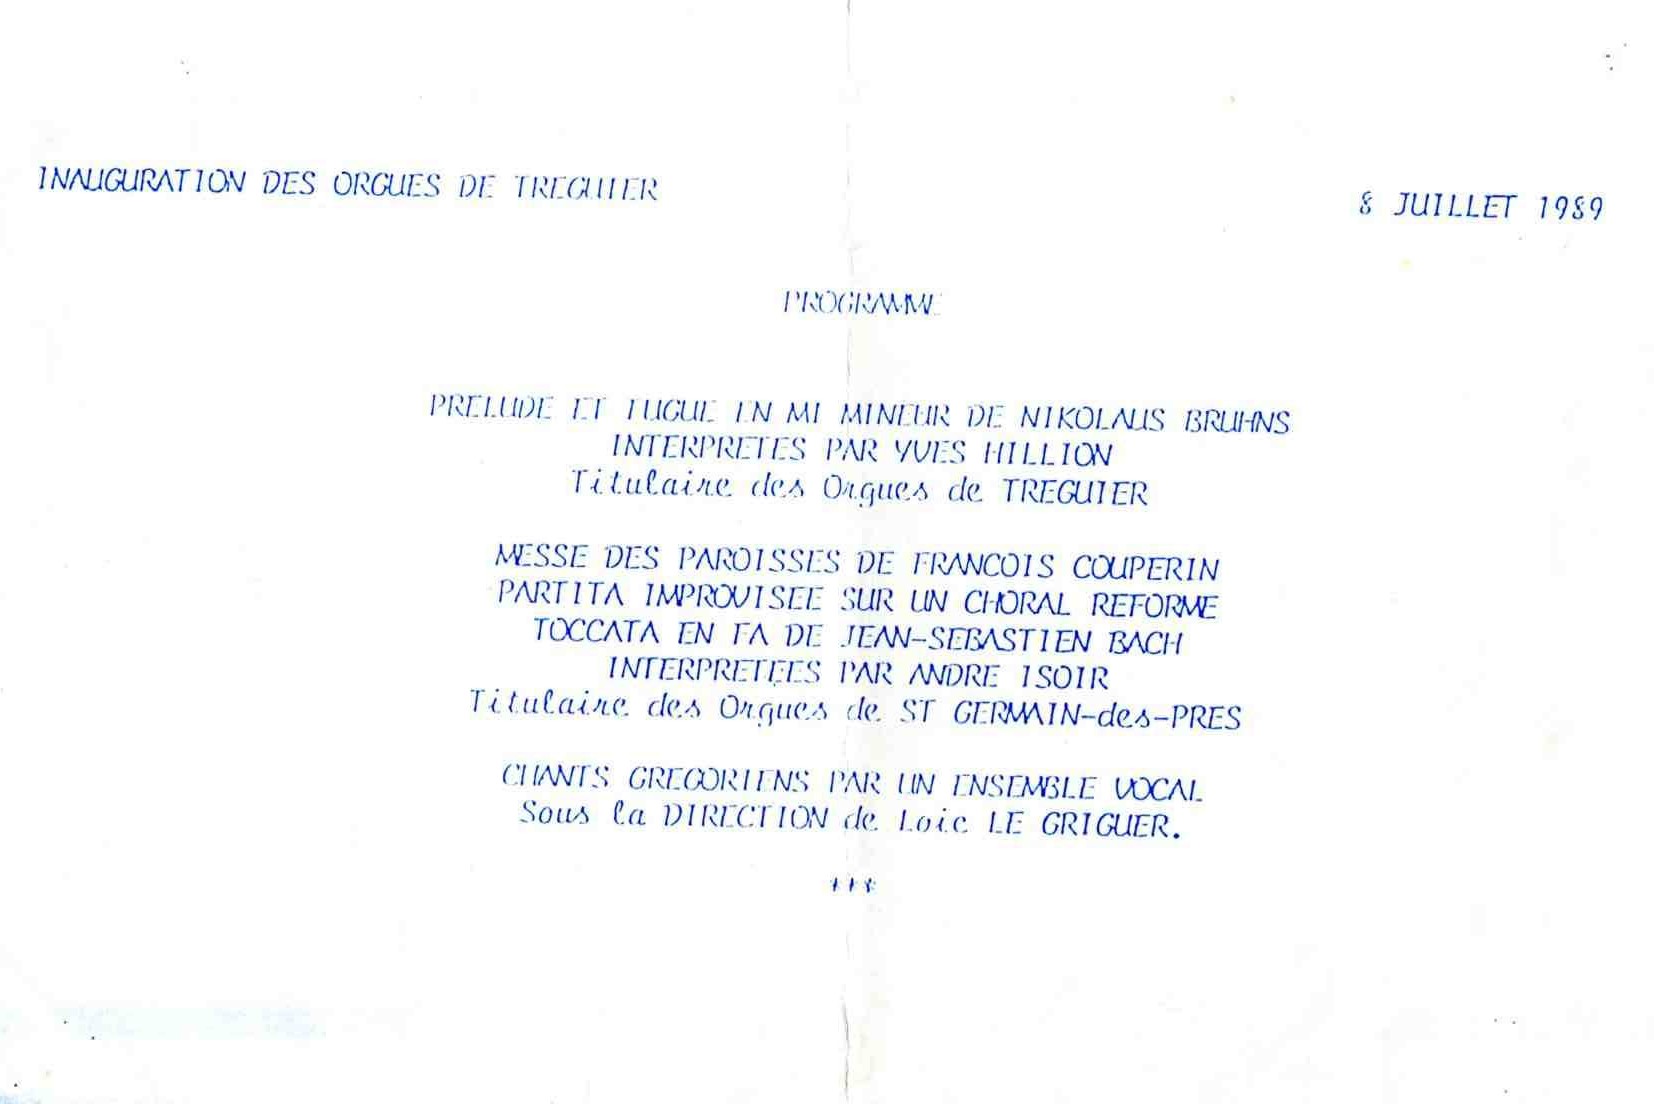 INAUGURATION DES ORGUES DE TREGUIER
8 JUILLET 1989
PROGRAMME
PRELUDE ET FUGUE EN MI MINEUR DE NIKOLAUS BRUHNS
INTERPRETES PAR YVES HILLION
Titulaire des Orgues de TREGUIER
MESSE DES PAROISSES DE FRANCOIS COUPERIN
PARTITA IMPROVISEE SUR UN CHORAL REFORME
TOCCATA EN FA DE JEAN-SEBASTIEN BACH
INTERPRETEES PAR ANDRE ISOIR
Titulaire des Orgues de ST GERMAIN-des-PRES
CHANTS GREGORIENS PAR UN ENSEMBLE VOCAL
Sous la DIRECTION de Loic LE GRIGUER.
***